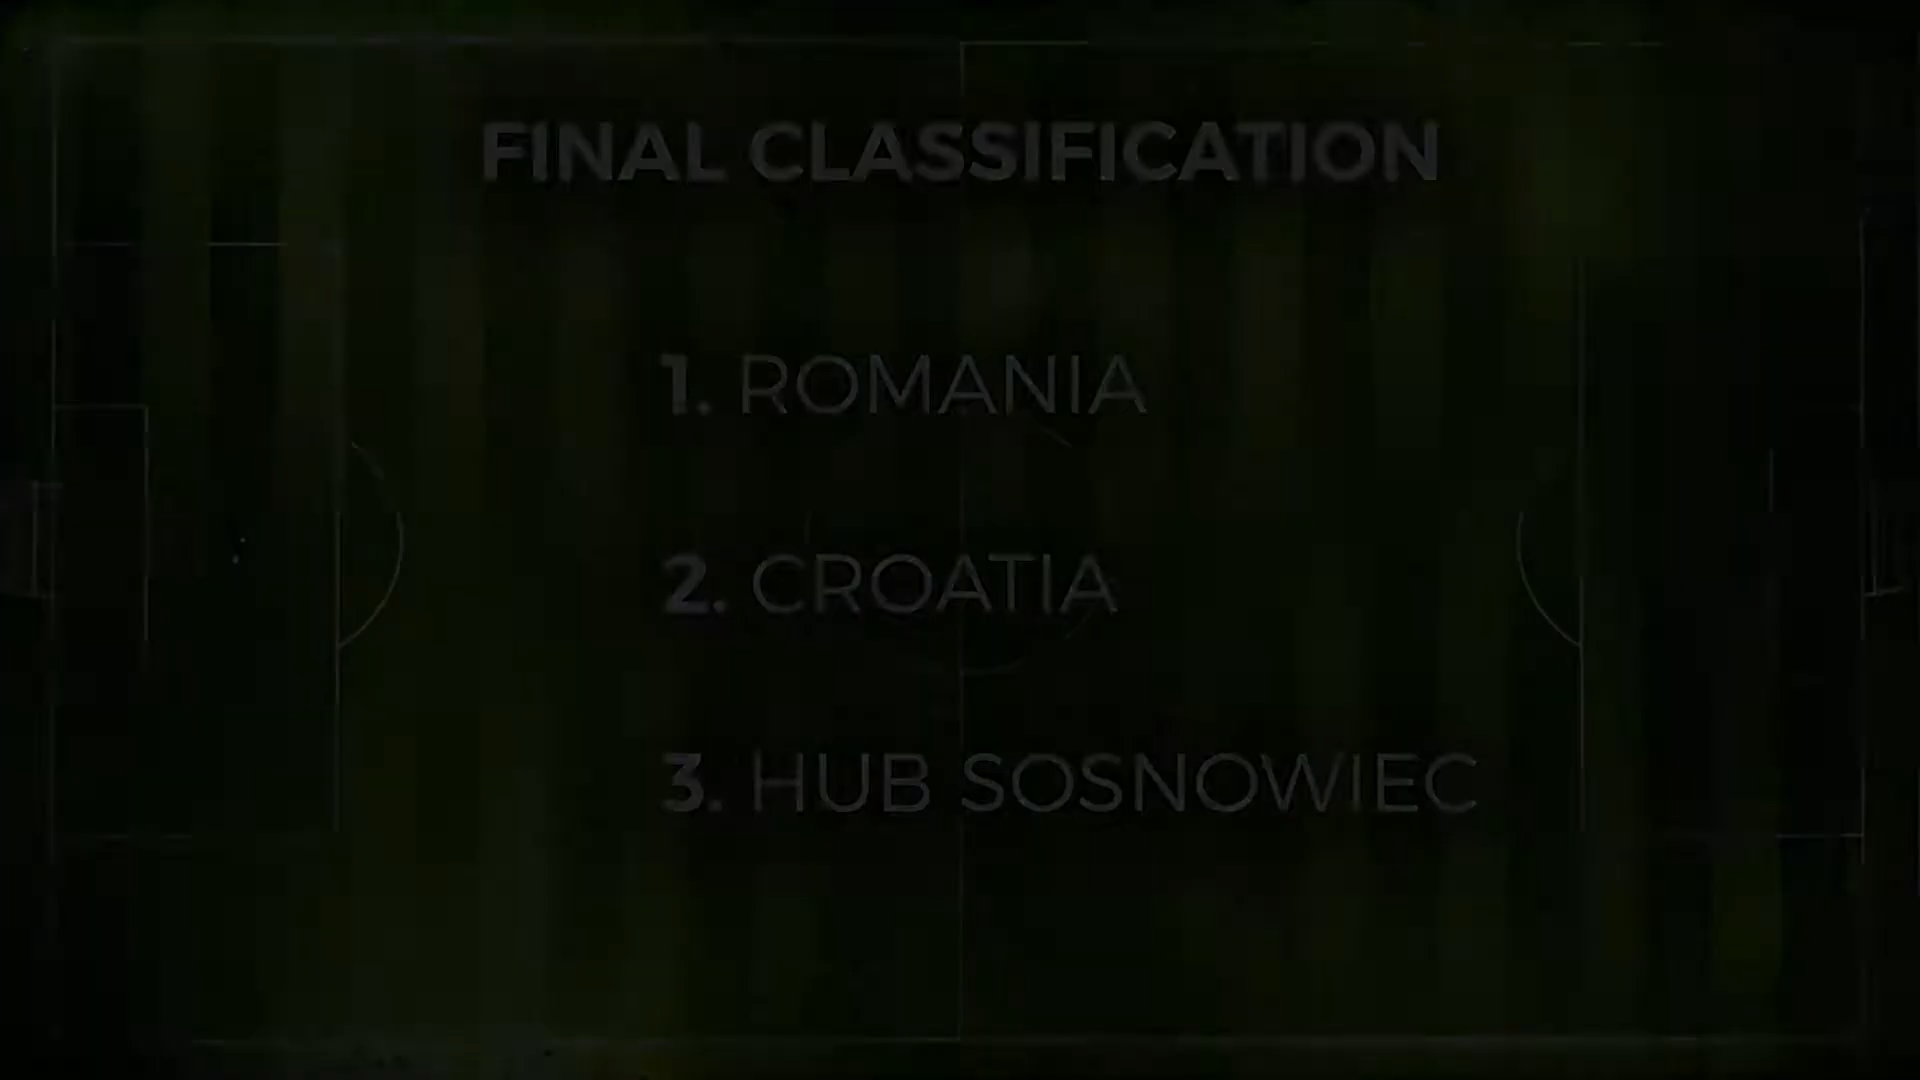 FINAL CLASSIFICATION
1. ROMANIA
2. CROATIA
3. HUB SOSNOWIEC